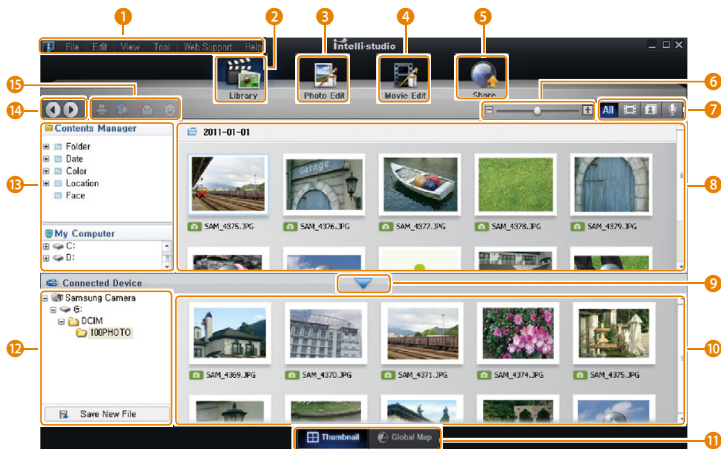 1
2
3
4
5
File Edit View Tool Web Support Help
Intelli-studio
Library
Photo Edit
Movie Edit
Share
15
14
6
7
All
Contents Manager
Folder
Date
Color
Location
Face
13
2011-01-01
SAM_4375.JPG
SAM_4376.JPG
SAM_4377.JPG
SAM_4378.JPG
SAM_4379.JPG
8
My Computer
C:
D:
Connected Device
9
Samsung Camera
G:
DCIM
100PHOTO
12
Save New File
SAM_4369.JPG
SAM_4370.JPG
SAM_4371.JPG
SAM_4374.JPG
SAM_4375.JPG
10
Thumbnail
Global Map
11